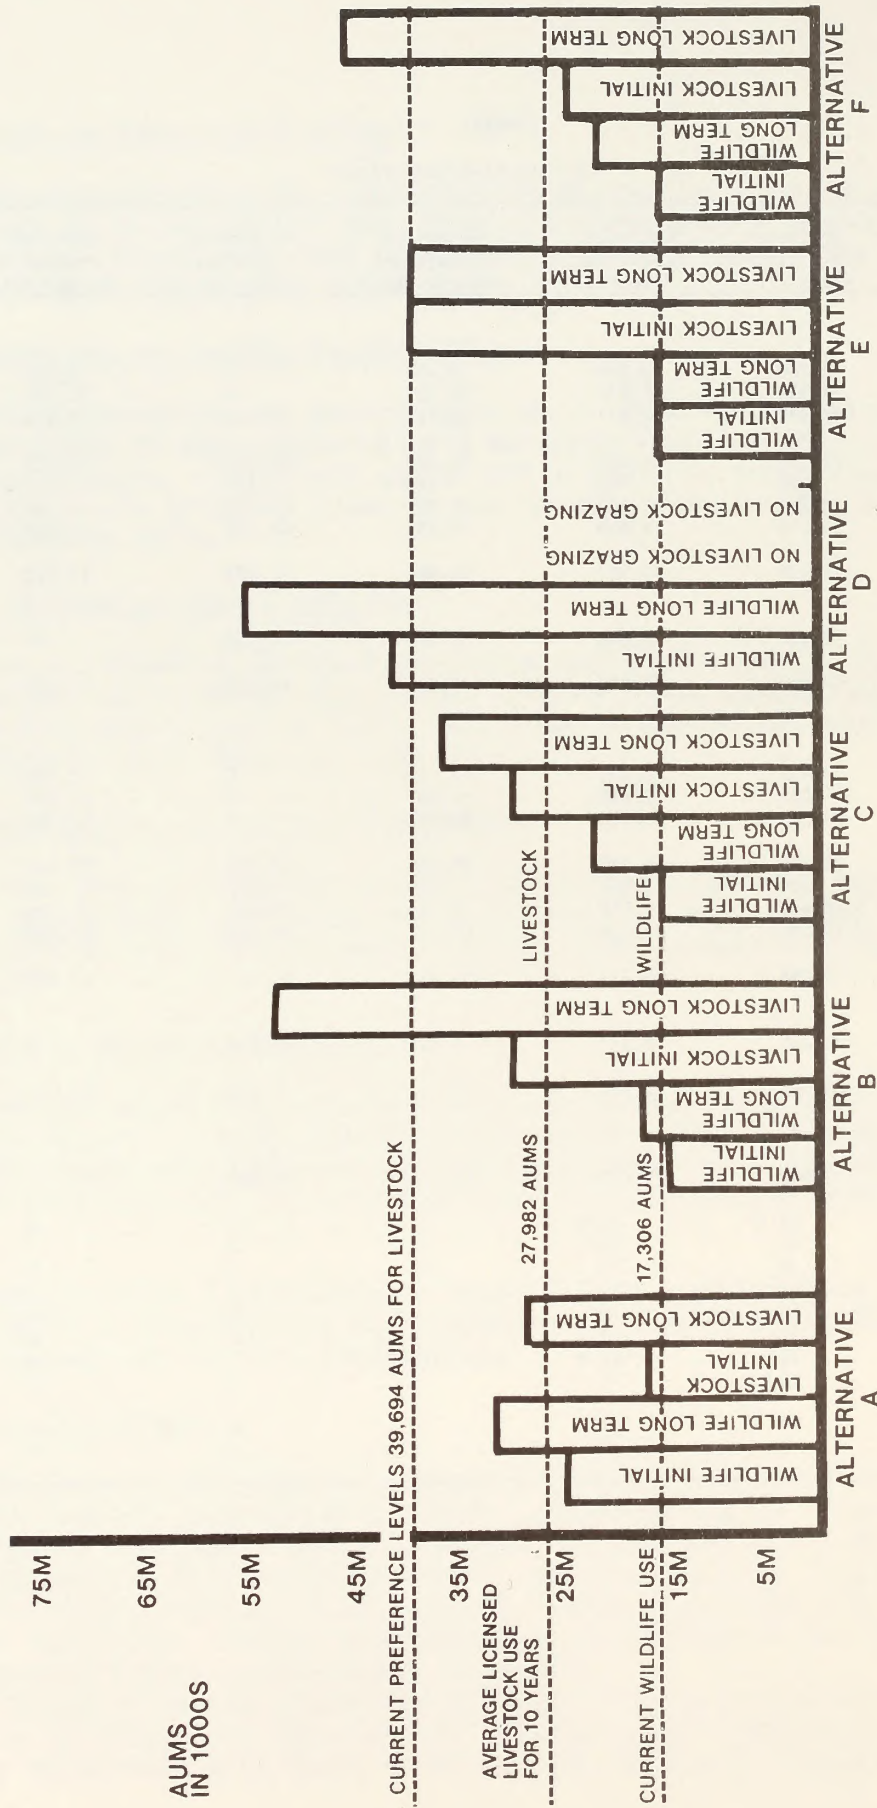 AUMS
IN 1000S
75M
65M
55M
45M
35M
25M
15M
5M
CURRENT PREFERENCE LEVELS 39,694 AUMS FOR LIVESTOCK
AVERAGE LICENSED
LIVESTOCK USE
FOR 10 YEARS
27,982 AUMS
LIVESTOCK
CURRENT WILDLIFE USE
17,306 AUMS
WILDLIFE
WILDLIFE INITIAL
WILDLIFE LONG TERM
LIVESTOCK
INITIAL
LIVESTOCK LONG TERM
ALTERNATIVE
A
WILDLIFE
INITIAL
WILDLIFE
LONG TERM
LIVESTOCK INITIAL
LIVESTOCK LONG TERM
ALTERNATIVE
B
WILDLIFE
INITIAL
WILDLIFE
LONG TERM
LIVESTOCK INITIAL
LIVESTOCK LONG TERM
ALTERNATIVE
C
WILDLIFE INITIAL
WILDLIFE LONG TERM
NO LIVESTOCK GRAZING
NO LIVESTOCK GRAZING
ALTERNATIVE
D
WILDLIFE
INITIAL
WILDLIFE
LONG TERM
LIVESTOCK INITIAL
LIVESTOCK LONG TERM
ALTERNATIVE
E
WILDLIFE
INITIAL
WILDLIFE
LONG TERM
LIVESTOCK INITIAL
LIVESTOCK LONG TERM
ALTERNATIVE
F